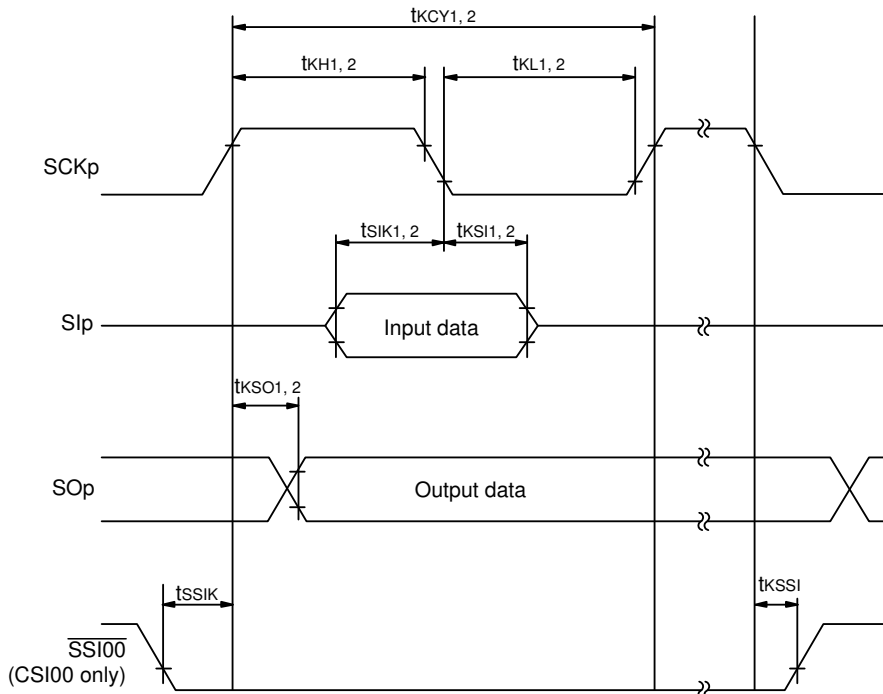 tKCY1, 2
tKH1, 2
tKL1, 2
SCKp
tSIK1, 2
tKSI1, 2
SIp
Input data
tKSO1, 2
SOp
Output data
tSSIK
tKSSI
SSI00
(CSI00 only)